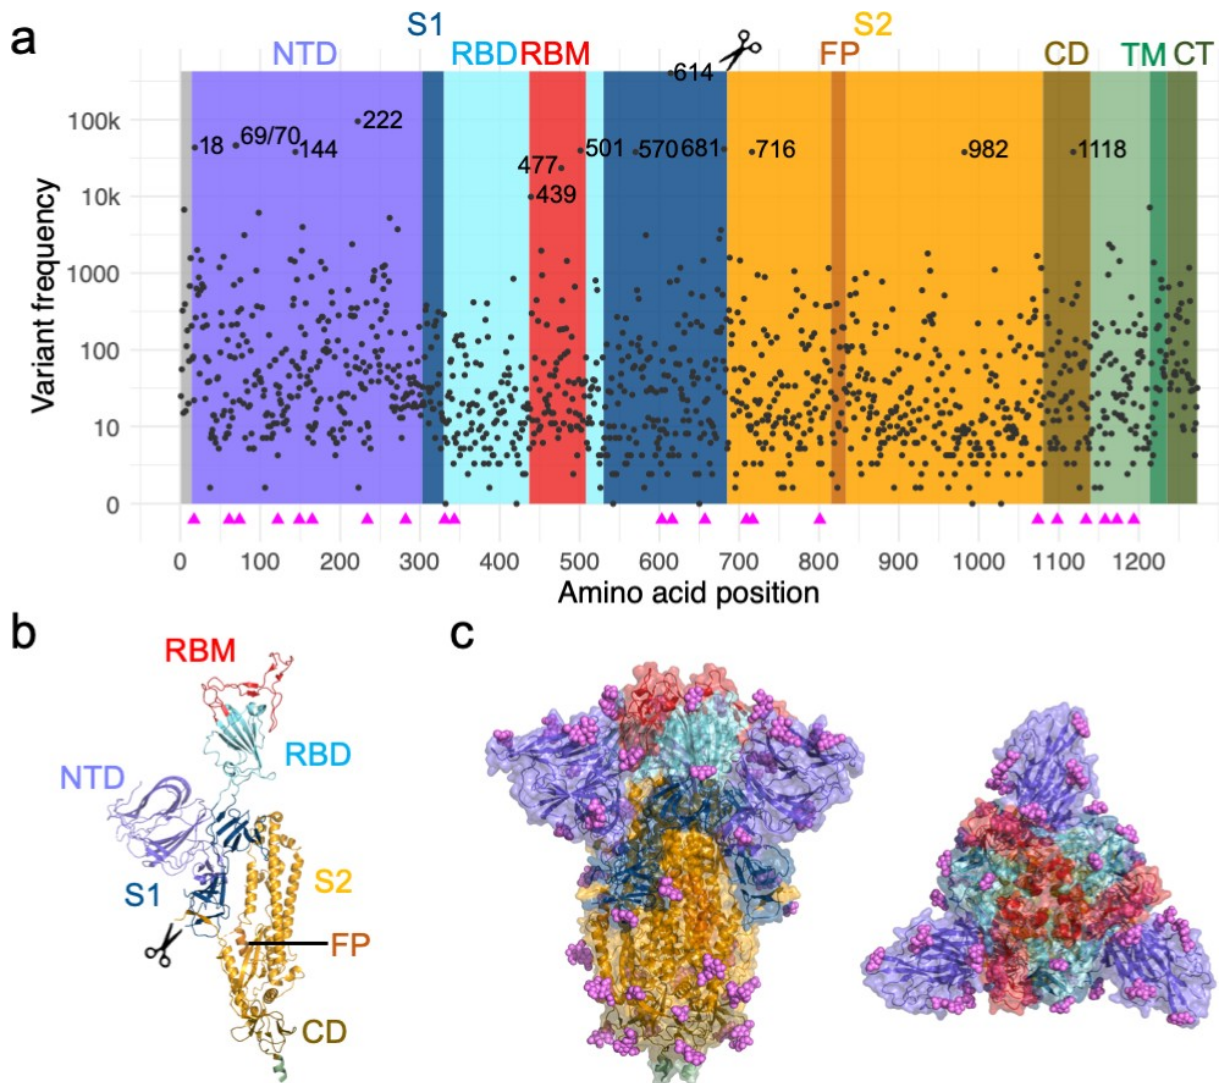 a
S1
S2
NTD
RBD
RBM
FP
CD
TM
CT
614
100k
18
69/70
144
222
501
570
681
716
982
1118
477
439
10k
1000
100
10
0
Variant frequency
0
100
200
300
400
500
600
700
800
900
1000
1100
1200
Amino acid position
b
c
RBM
RBD
NTD
S1
S2
FP
CD